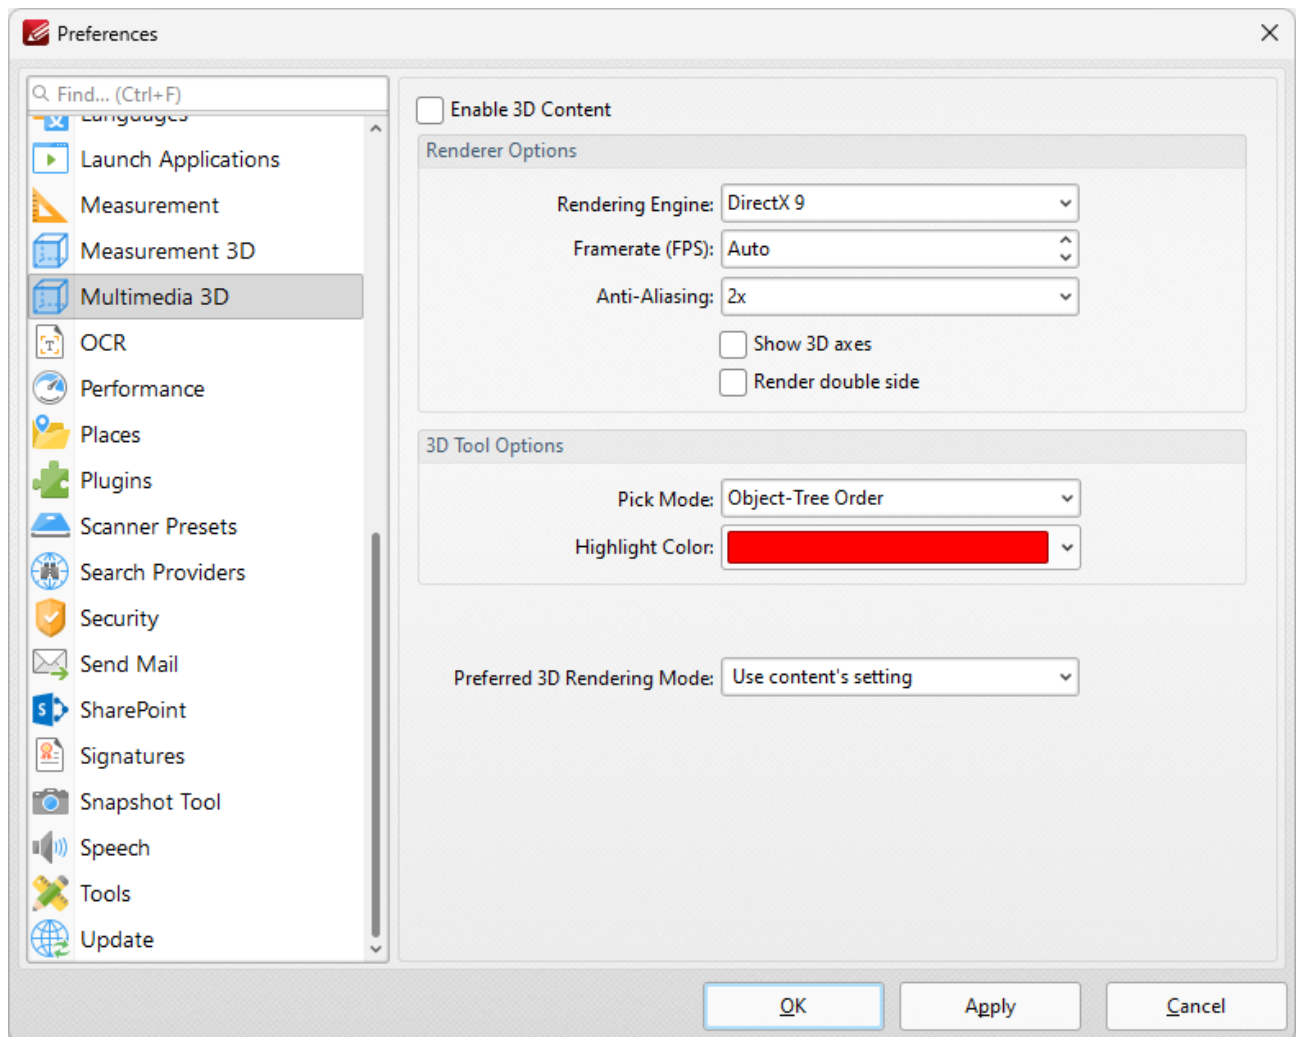 Preferences
Find... (Ctrl+F)
Languages
Launch Applications
Measurement
Measurement 3D
Multimedia 3D
OCR
Performance
Places
Plugins
Scanner Presets
Search Providers
Security
Send Mail
SharePoint
Signatures
Snapshot Tool
Speech
Tools
Update
Enable 3D Content
Renderer Options
Rendering Engine: DirectX 9
Framerate (FPS): Auto
Anti-Aliasing: 2x
Show 3D axes
Render double side
3D Tool Options
Pick Mode: Object-Tree Order
Highlight Color:
Preferred 3D Rendering Mode: Use content's setting
OK Apply Cancel